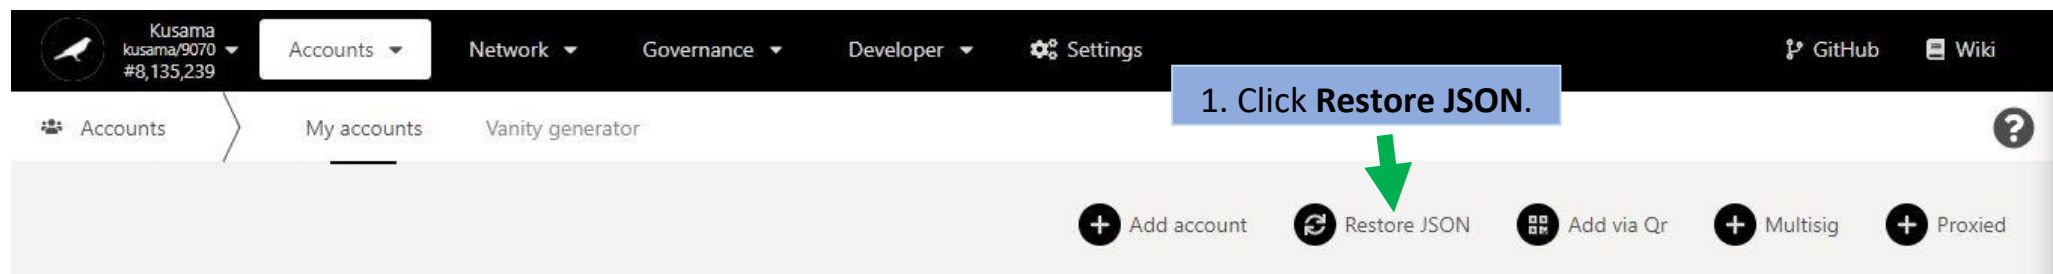 Kusama
kusama/9070
#8,135,239
Accounts
Network
Governance
Developer
Settings
GitHub
Wiki
1. Click Restore JSON.
Accounts
My accounts
Vanity generator
?
Add account
Restore JSON
Add via Qr
Multisig
Proxied